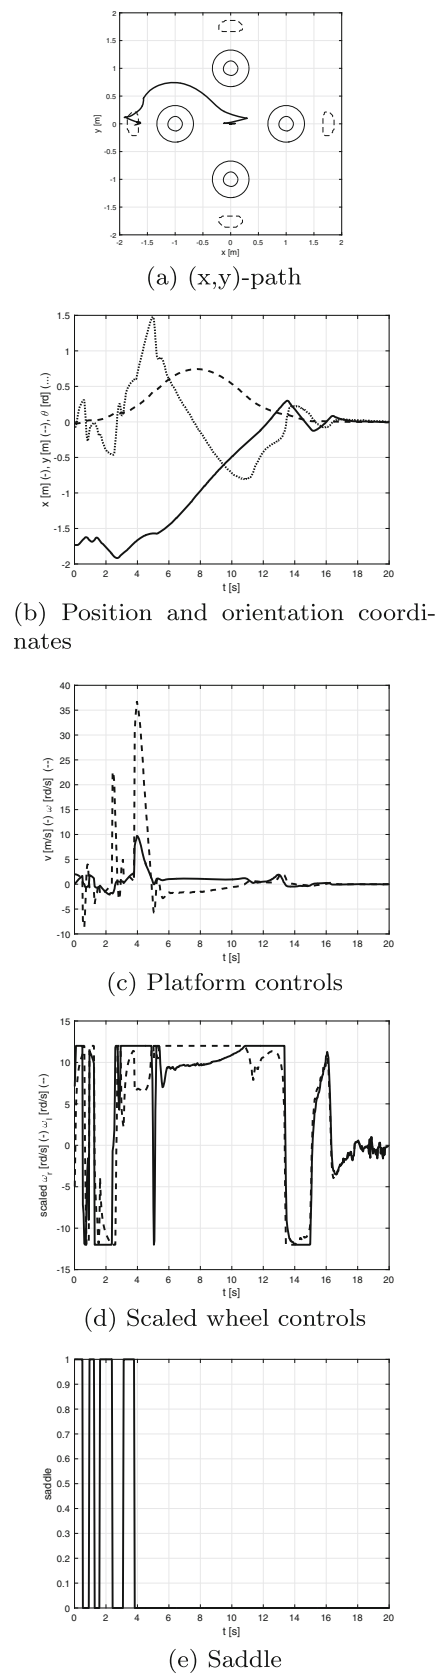 2
1.5
1
0.5
0
-0.5
-1
-1.5
-2
y [m]
-2 -1.5 -1 -0.5 0 0.5 1 1.5 2
x [m]
(a) (x,y)-path
1.5
1
0.5
0
-0.5
-1
-1.5
-2
x [m] (-), y [m] (--), θ [rd] (...)
0 2 4 6 8 10 12 14 16 18 20
t [s]
(b) Position and orientation coordi-
nates
40
35
30
25
20
15
10
5
0
-5
-10
v [m/s] (-) ω [rd/s] (--)
0 2 4 6 8 10 12 14 16 18 20
t [s]
(c) Platform controls
15
10
5
0
-5
-10
-15
scaled ω_r [rd/s] (-) ω_l [rd/s] (--)
0 2 4 6 8 10 12 14 16 18 20
t [s]
(d) Scaled wheel controls
1
0.9
0.8
0.7
0.6
0.5
0.4
0.3
0.2
0.1
0
saddle
0 2 4 6 8 10 12 14 16 18 20
t [s]
(e) Saddle